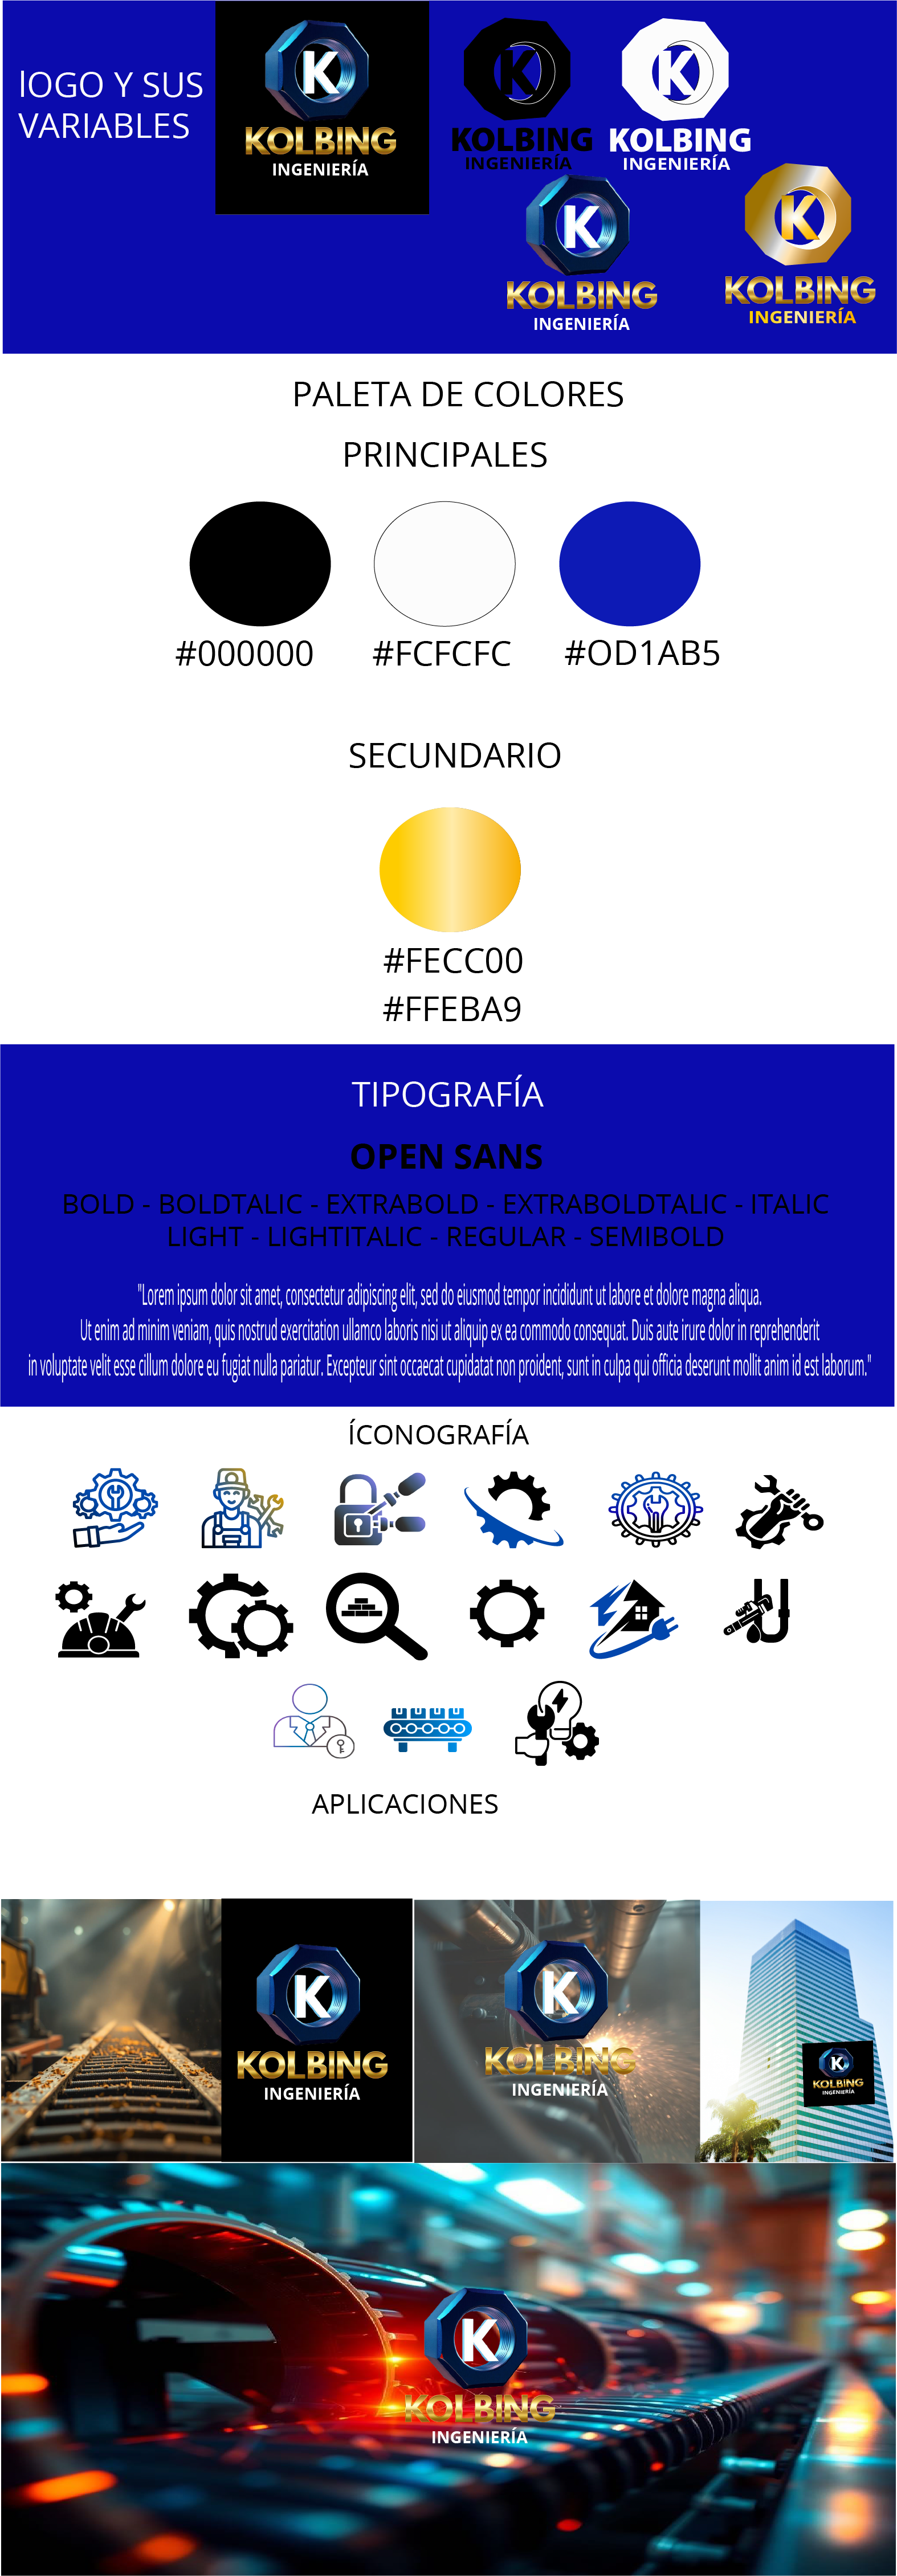 lOGO Y SUS
VARIABLES
K
KOLBING
INGENIERÍA
K
KOLBING
INGENIERÍA
K
KOLBING
INGENIERÍA
K
KOLBING
INGENIERÍA
K
KOLBING
INGENIERÍA
PALETA DE COLORES
PRINCIPALES
#000000
#FCFCFC
#OD1AB5
SECUNDARIO
#FECC00
#FFEBA9
TIPOGRAFÍA
OPEN SANS
BOLD - BOLDTALIC - EXTRABOLD - EXTRABOLDTALIC - ITALIC
LIGHT - LIGHTITALIC - REGULAR - SEMIBOLD
"Lorem ipsum dolor sit amet, consectetur adipiscing elit, sed do eiusmod tempor incididunt ut labore et dolore magna aliqua.
Ut enim ad minim veniam, quis nostrud exercitation ullamco laboris nisi ut aliquip ex ea commodo consequat. Duis aute irure dolor in reprehenderit
in voluptate velit esse cillum dolore eu fugiat nulla pariatur. Excepteur sint occaecat cupidatat non proident, sunt in culpa qui officia deserunt mollit anim id est laborum."
ÍCONOGRAFÍA
APLICACIONES
K
KOLBING
INGENIERÍA
K
KOLBING
INGENIERÍA
K
KOLBING
INGENIERÍA
K
KOLBING
INGENIERÍA